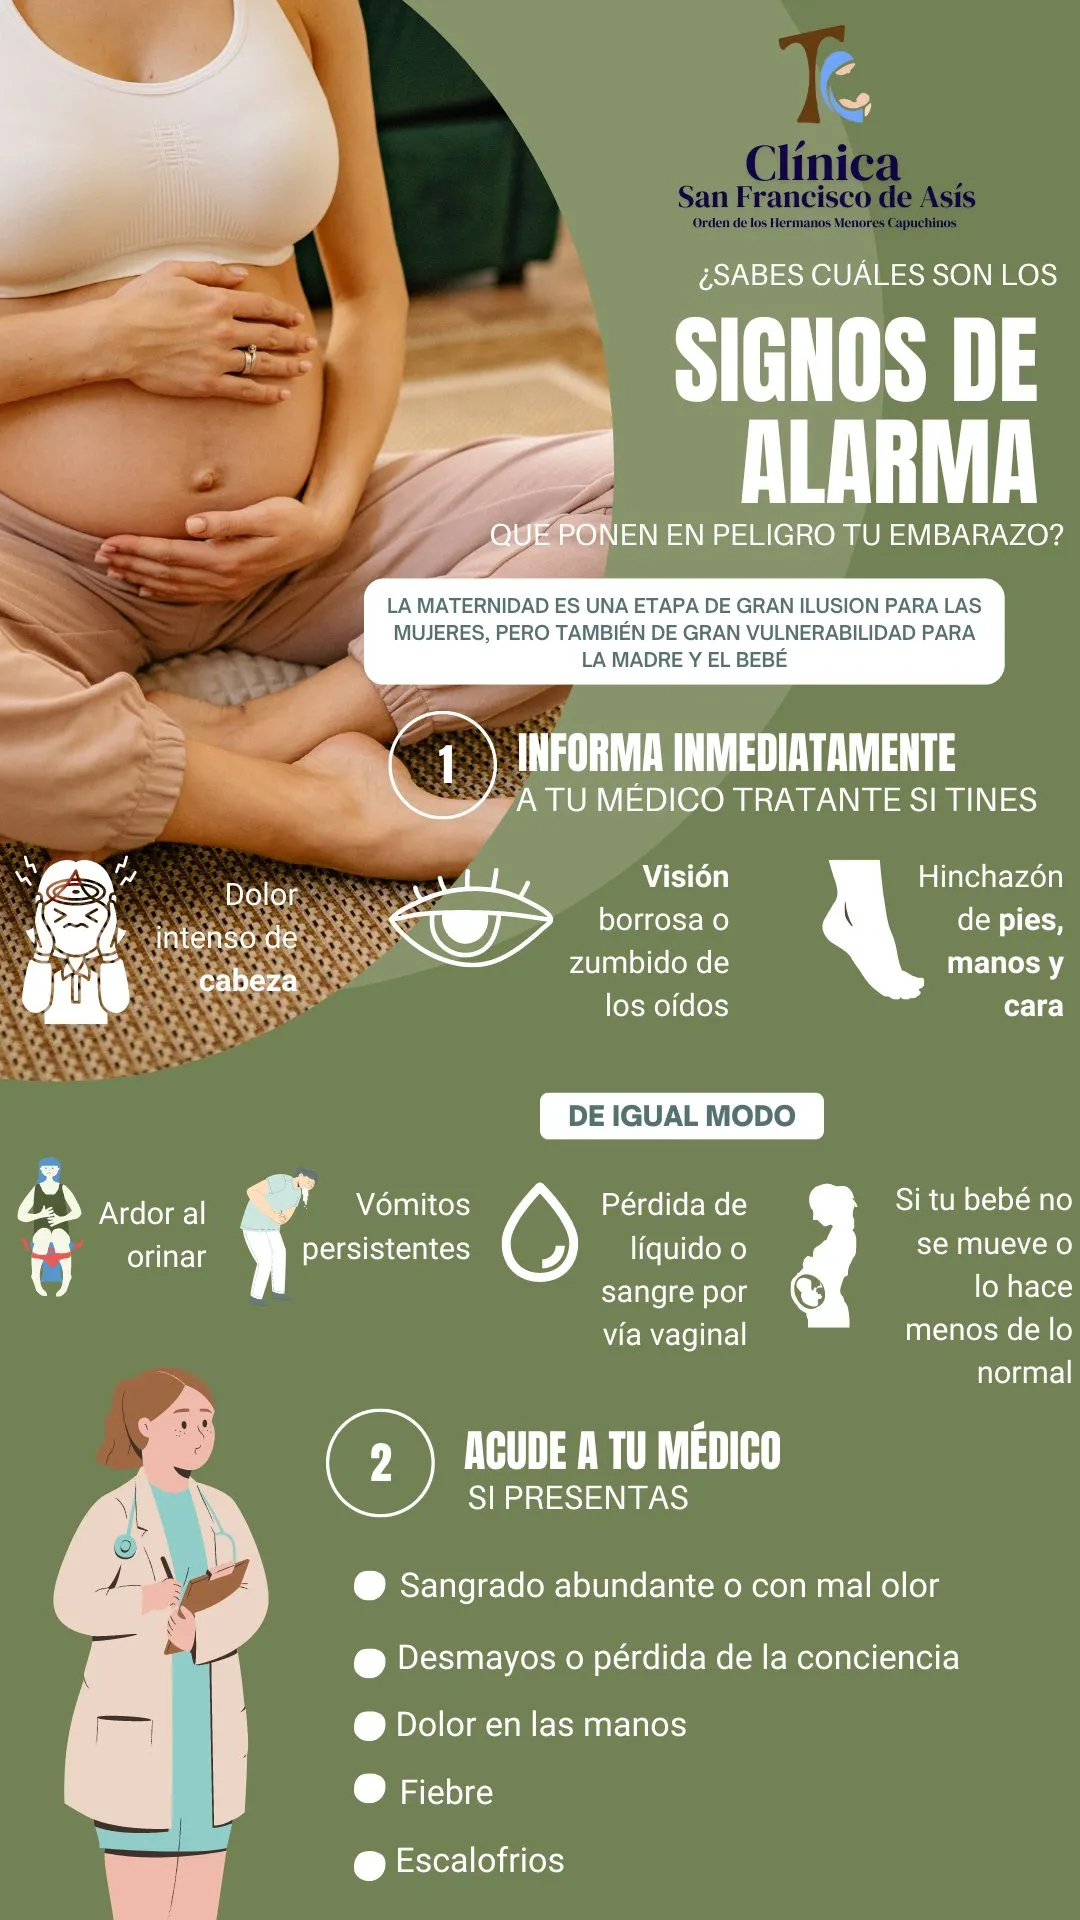 Clínica
San Francisco de Asís
Orden de los Hermanos Menores Capuchinos
¿SABES CUÁLES SON LOS
SIGNOS DE
ALARMA
QUE PONEN EN PELIGRO TU EMBARAZO?
LA MATERNIDAD ES UNA ETAPA DE GRAN ILUSION PARA LAS
MUJERES, PERO TAMBIÉN DE GRAN VULNERABILIDAD PARA
LA MADRE Y EL BEBÉ
1
INFORMA INMEDIATAMENTE
A TU MÉDICO TRATANTE SI TINES
Dolor
intenso de
cabeza
Visión
borrosa o
zumbido de
los oídos
Hinchazón
de pies,
manos y
cara
DE IGUAL MODO
Ardor al
orinar
Vómitos
persistentes
Pérdida de
líquido o
sangre por
vía vaginal
Si tu bebé no
se mueve o
lo hace
menos de lo
normal
2
ACUDE A TU MÉDICO
SI PRESENTAS
Sangrado abundante o con mal olor
Desmayos o pérdida de la conciencia
Dolor en las manos
Fiebre
Escalofrios